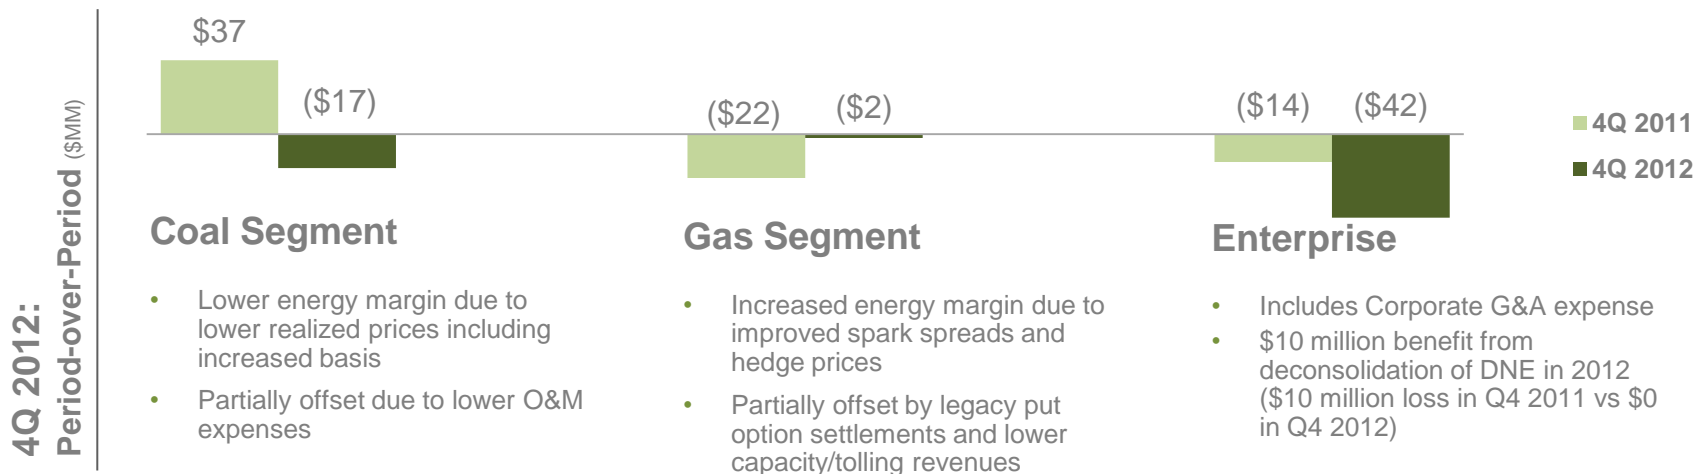 4Q 2012:
Period-over-Period ($MM)
$37
($17)
($22)
($2)
($14)
($42)
4Q 2011
4Q 2012
Coal Segment
• Lower energy margin due to
lower realized prices including
increased basis
• Partially offset due to lower O&M
expenses
Gas Segment
• Increased energy margin due to
improved spark spreads and
hedge prices
• Partially offset by legacy put
option settlements and lower
capacity/tolling revenues
Enterprise
• Includes Corporate G&A expense
• $10 million benefit from
deconsolidation of DNE in 2012
($10 million loss in Q4 2011 vs $0
in Q4 2012)